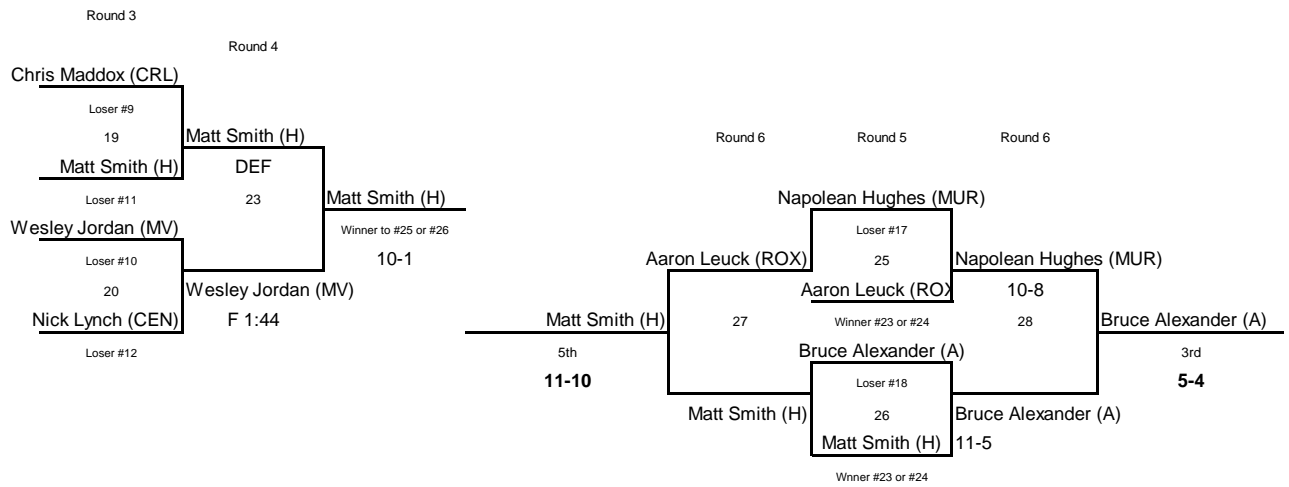 Round 3
Round 4
Chris Maddox (CRL)
Loser #9
19
Matt Smith (H)
Matt Smith (H)
DEF
Loser #11
23
Matt Smith (H)
Wesley Jordan (MV)
Winner to #25 or #26
Loser #10
10-1
20
Wesley Jordan (MV)
Nick Lynch (CEN)
F 1:44
Loser #12
Round 6
Round 5
Round 6
Napolean Hughes (MUR)
Loser #17
Aaron Leuck (ROX)
25
Napolean Hughes (MUR)
Aaron Leuck (ROX
10-8
Matt Smith (H)
27
Winner #23 or #24
28
Bruce Alexander (A)
5th
Bruce Alexander (A)
3rd
11-10
Loser #18
5-4
Matt Smith (H)
26
Bruce Alexander (A)
Matt Smith (H)
11-5
Wnner #23 or #24